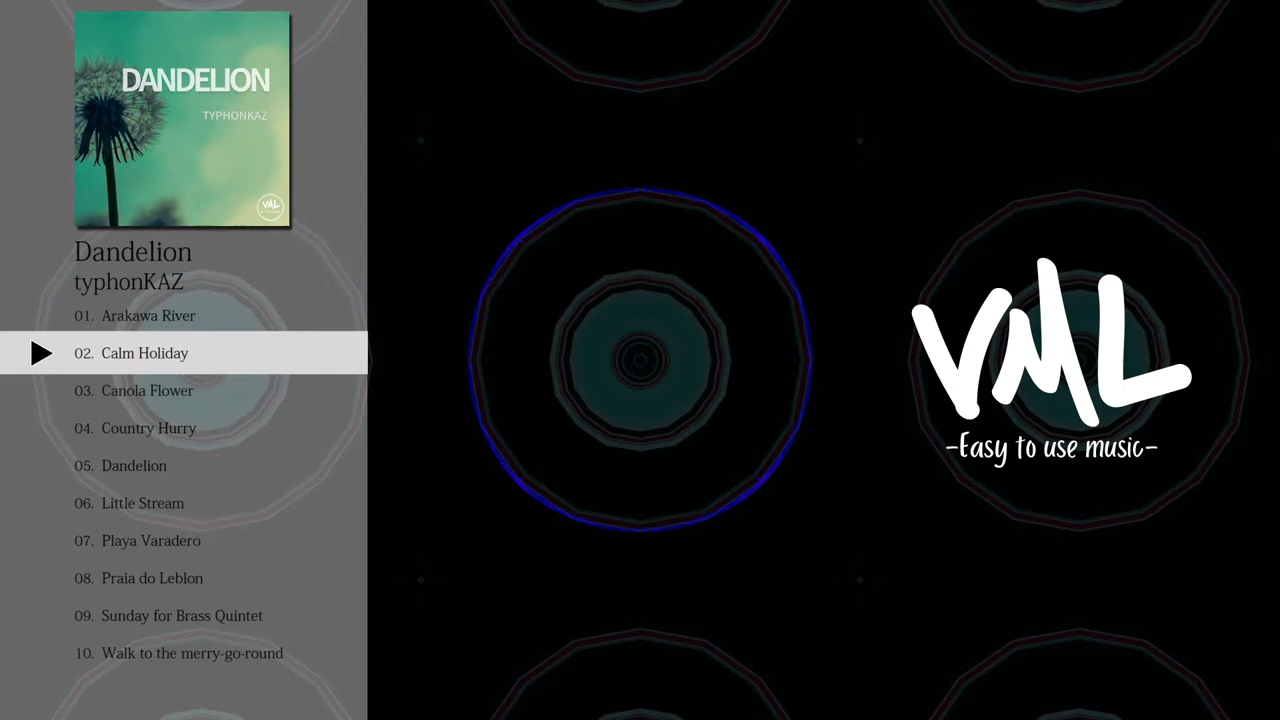 DANDELION
TYPHONKAZ
VML
Dandelion
typhonKAZ
01. Arakawa River
02. Calm Holiday
03. Canola Flower
04. Country Hurry
05. Dandelion
06. Little Stream
07. Playa Varadero
08. Praia do Leblon
09. Sunday for Brass Quintet
10. Walk to the merry-go-round
VML
-Easy to use music-